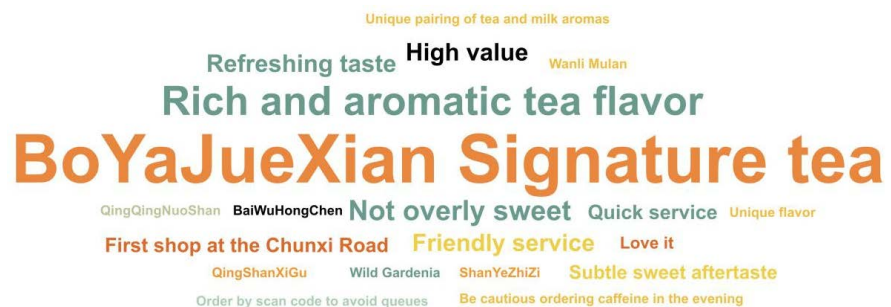 Unique pairing of tea and milk aromas
Refreshing taste High value Wanli Mulan
Rich and aromatic tea flavor
BoYaJueXian Signature tea
QingQingNuoShan BaiWuHongChen Not overly sweet Quick service Unique flavor
First shop at the Chunxi Road Friendly service Love it
QingShanXiGu Wild Gardenia ShanYeZhiZi Subtle sweet aftertaste
Order by scan code to avoid queues Be cautious ordering caffeine in the evening